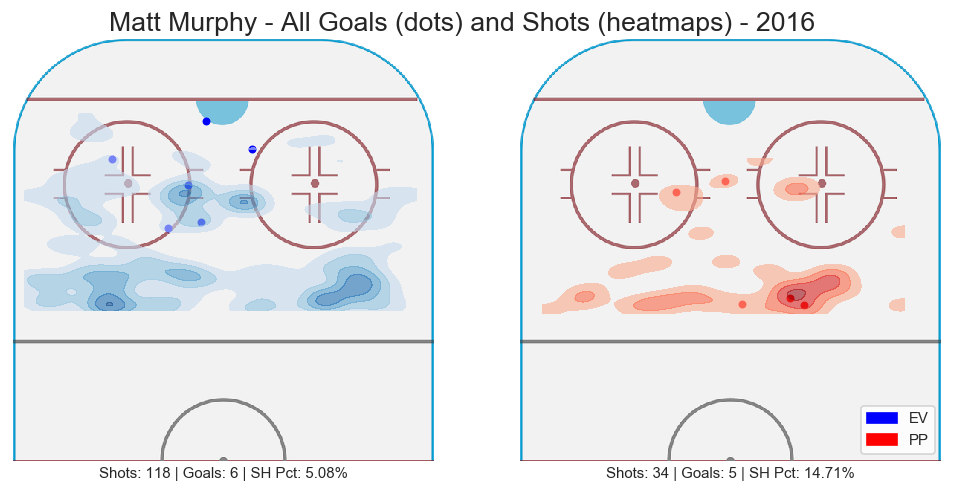 Matt Murphy - All Goals (dots) and Shots (heatmaps) - 2016
EV
PP
Shots: 118 | Goals: 6 | SH Pct: 5.08%
Shots: 34 | Goals: 5 | SH Pct: 14.71%